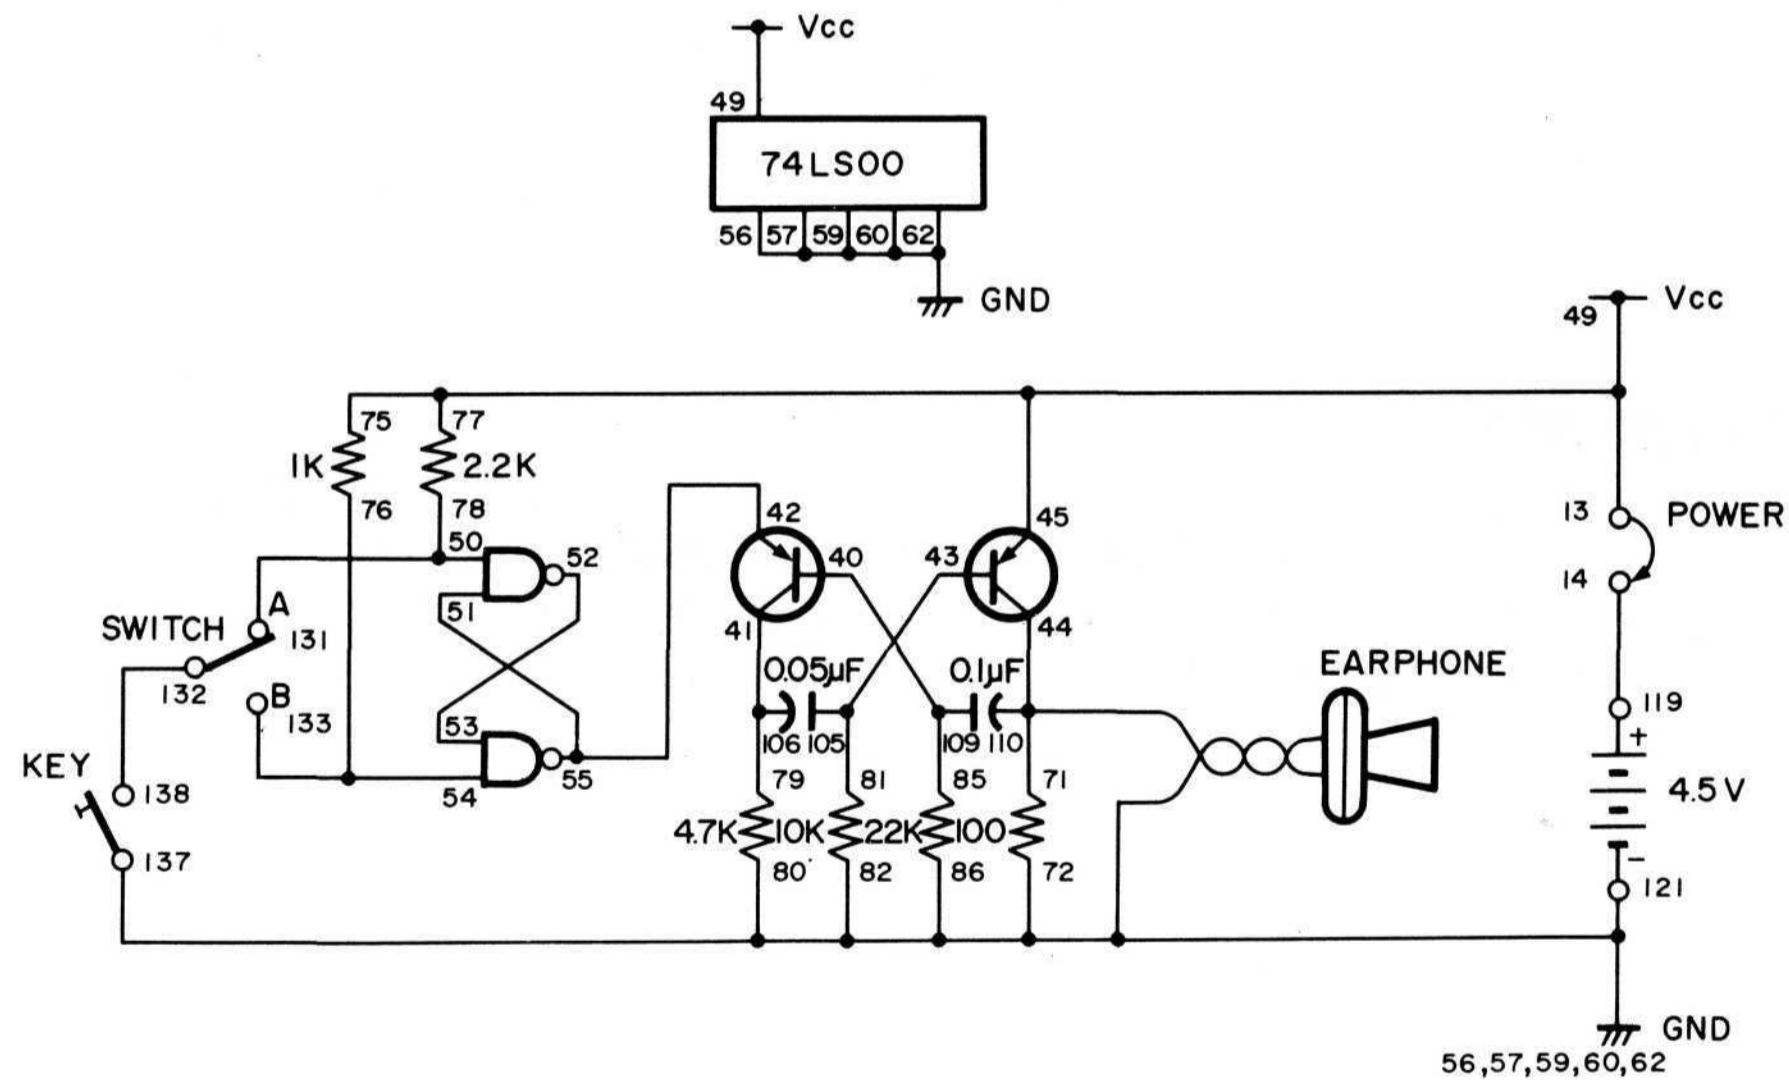 Vcc
49
74LS00
56 57 59 60 62
GND
Vcc
49
75 77
1K 2.2K
76 78
13 POWER
14
50 52
51
53
54 55
SWITCH A
131
132
B
133
KEY
138
137
42 45
40 43
41 44
0.05µF 0.1µF
106 105 109 110
79 81 85 71
4.7K 10K 22K 100
80 82 86 72
EARPHONE
119
+
4.5V
−
121
GND
56,57,59,60,62